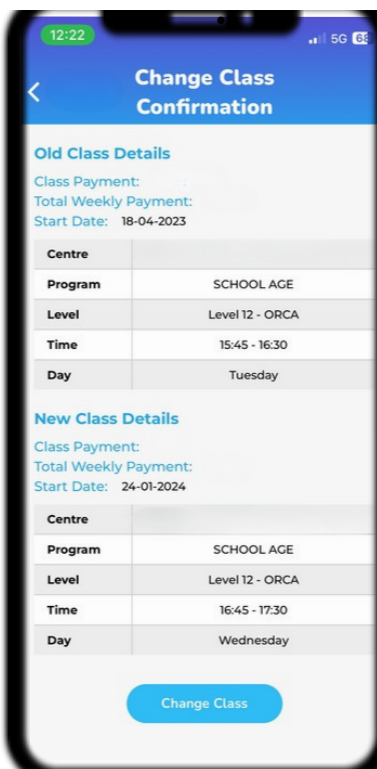 12:22
5G
Change Class
Confirmation
Old Class Details
Class Payment:
Total Weekly Payment:
Start Date: 18-04-2023
Centre
Program SCHOOL AGE
Level Level 12 - ORCA
Time 15:45 - 16:30
Day Tuesday
New Class Details
Class Payment:
Total Weekly Payment:
Start Date: 24-01-2024
Centre
Program SCHOOL AGE
Level Level 12 - ORCA
Time 16:45 - 17:30
Day Wednesday
Change Class